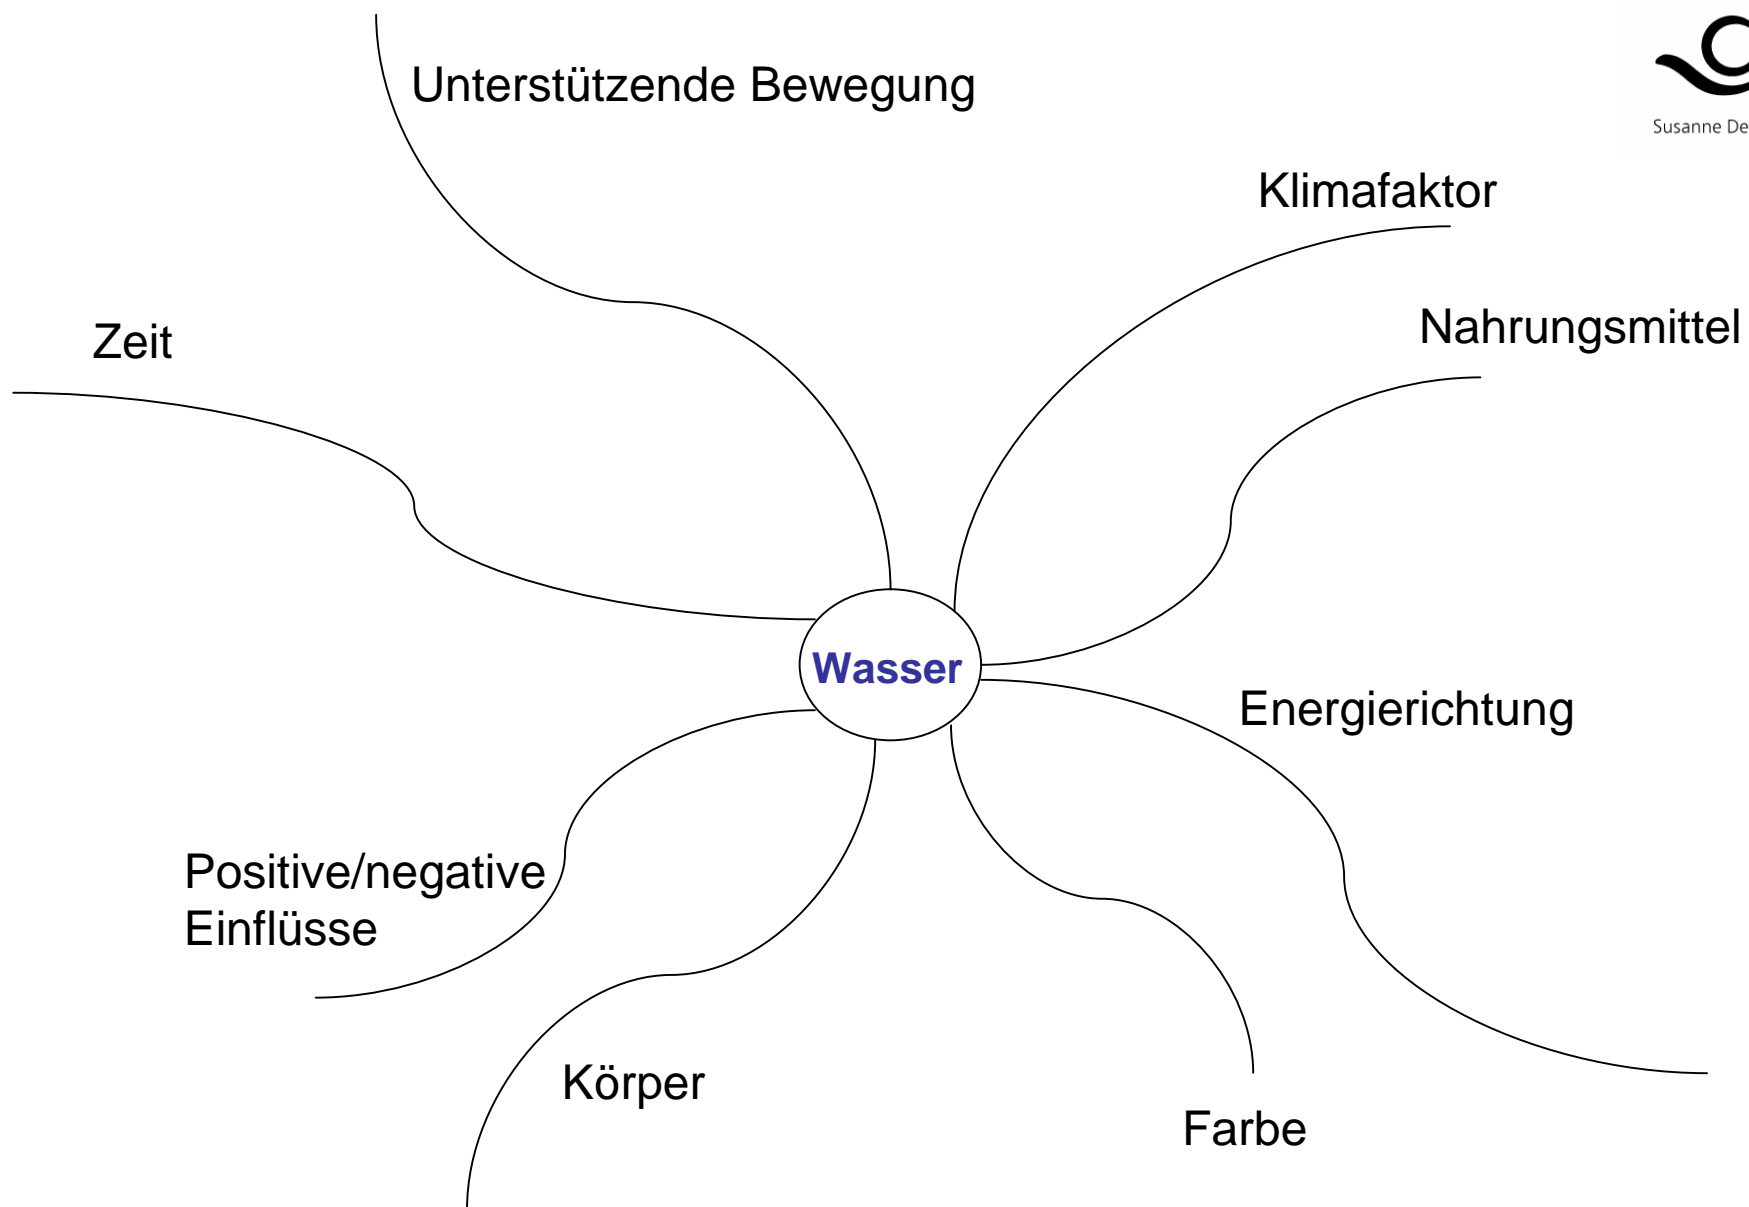 Unterstützende Bewegung
Susanne De
Klimafaktor
Nahrungsmittel
Zeit
Wasser
Energierichtung
Positive/negative
Einflüsse
Körper
Farbe